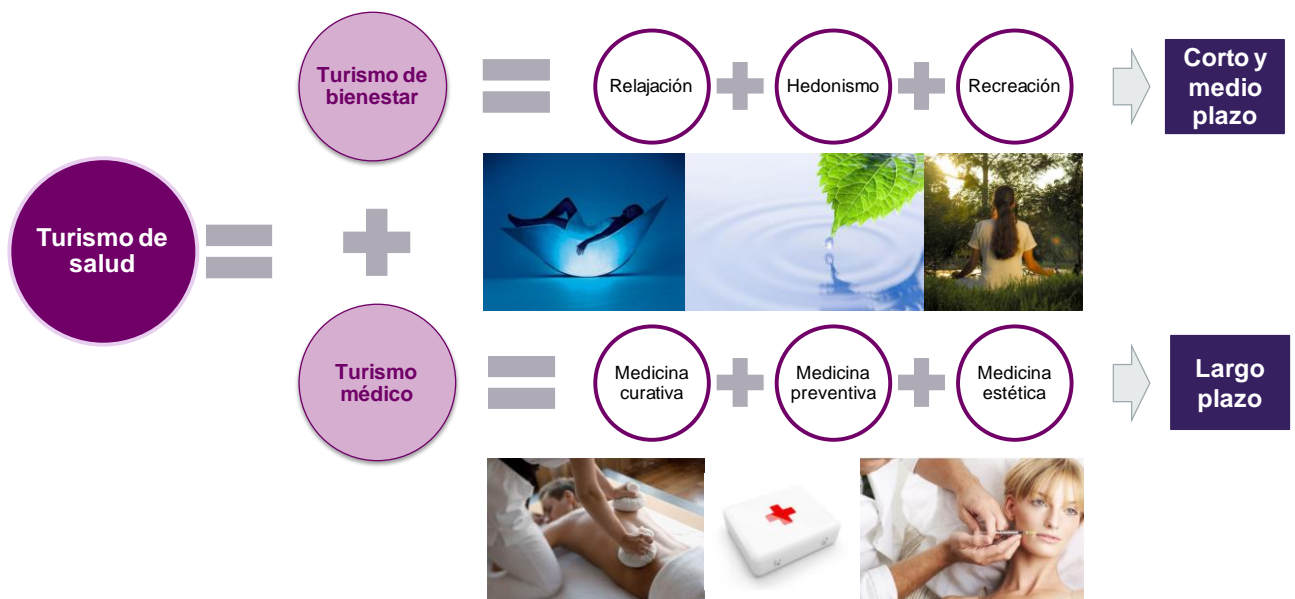 Turismo de
bienestar
Relajación
Hedonismo
Recreación
Corto y
medio
plazo
Turismo de
salud
Turismo
médico
Medicina
curativa
Medicina
preventiva
Medicina
estética
Largo
plazo